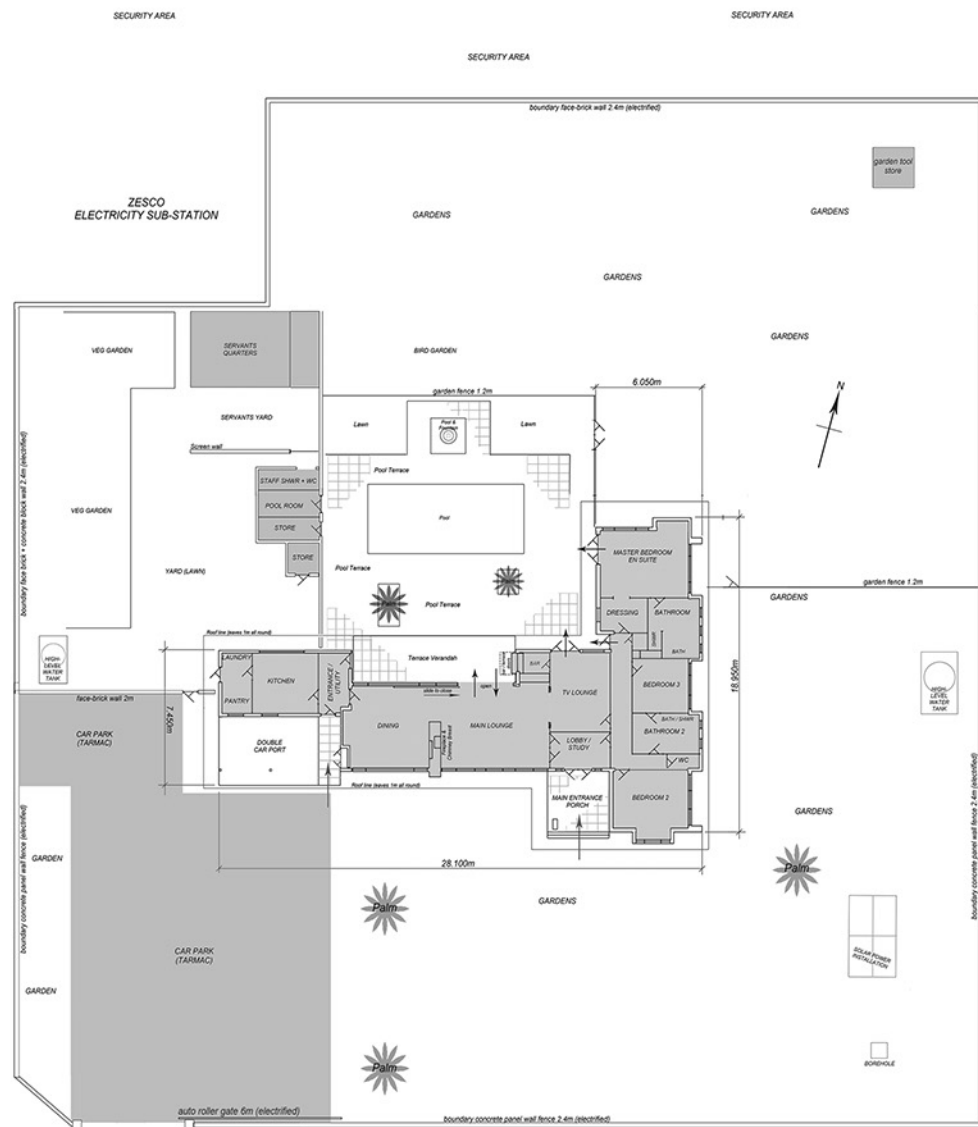 SECURITY AREA
SECURITY AREA
SECURITY AREA
boundary face-brick wall 2.4m (electrified)
garden tool
store
ZESCO
ELECTRICITY SUB-STATION
GARDENS
GARDENS
GARDENS
GARDENS
VEG GARDEN
SERVANTS
QUARTERS
BIRD GARDEN
6.050m
garden fence 1.2m
N
SERVANTS YARD
Lawn
Pool &
Lawn
Screen wall
boundary face brick + concrete block wall 2.4m (electrified)
Pool Terrace
STAFF SHWR + WC
POOL ROOM
VEG GARDEN
STORE
Pool
STORE
MASTER BEDROOM
EN SUITE
YARD (LAWN)
Pool Terrace
Palm
Palm
Pool Terrace
garden fence 1.2m
GARDENS
DRESSING
BATHROOM
SHWR
BATH
Roof line (eaves 1m all round)
Terrace Verandah
HIGH-
LEVEL
WATER
TANK
LAUNDRY
KITCHEN
PANTRY
ENTRANCE /
UTILITY
BAR
TV LOUNGE
BEDROOM 3
18.950m
HIGH-
LEVEL
WATER
TANK
slide to close
open
face-brick wall 2m
7.450m
DINING
MAIN LOUNGE
Fireplace &
Chimney Breast
BATH / SHWR
BATHROOM 2
CAR PARK
(TARMAC)
DOUBLE
CAR PORT
LOBBY /
STUDY
WC
Roof line (eaves 1m all round)
MAIN ENTRANCE
PORCH
BEDROOM 2
GARDENS
boundary concrete panel wall fence (electrified)
GARDEN
28.100m
Palm
Palm
GARDENS
boundary concrete panel wall fence 2.4m (electrified)
CAR PARK
(TARMAC)
SOLAR POWER
INSTALLATION
GARDEN
BOREHOLE
Palm
auto roller gate 6m (electrified)
boundary concrete panel wall fence 2.4m (electrified)